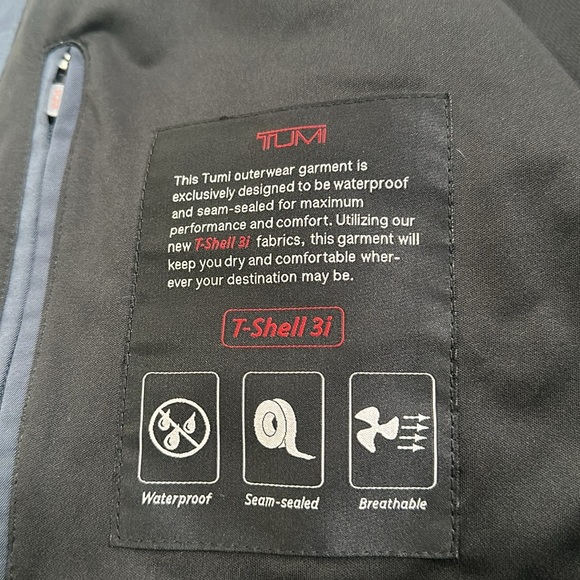 TUMI
This Tumi outerwear garment is
exclusively designed to be waterproof
and seam-sealed for maximum
performance and comfort. Utilizing our
new T-Shell 3i fabrics, this garment will
keep you dry and comfortable wher-
ever your destination may be.
T-Shell 3i
Waterproof Seam-sealed Breathable